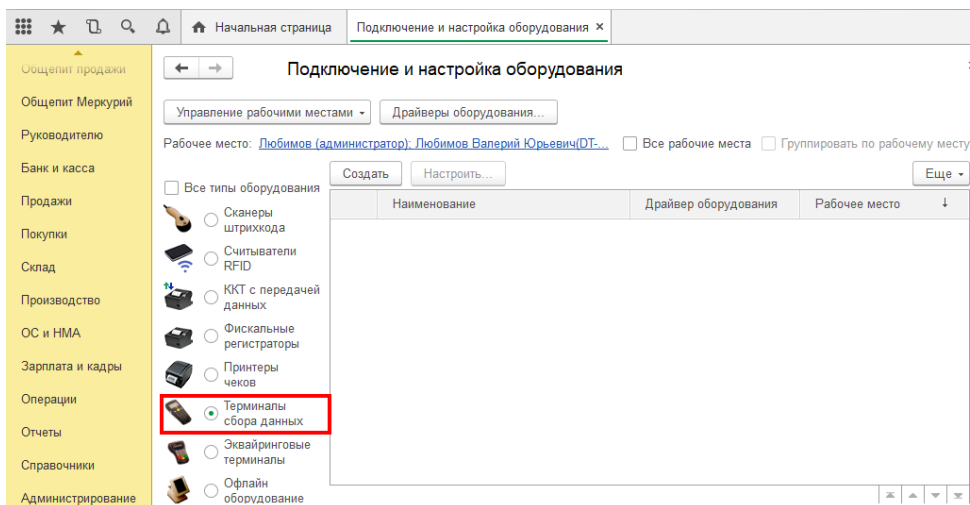 Начальная страница
Подключение и настройка оборудования ×
Общепит продажи
Общепит Меркурий
Руководителю
Банк и касса
Продажи
Покупки
Склад
Производство
ОС и НМА
Зарплата и кадры
Операции
Отчеты
Справочники
Администрирование
Подключение и настройка оборудования
Управление рабочими местами
Драйверы оборудования...
Рабочее место: Любимов (администратор); Любимов Валерий Юрьевич(DT-...
Все рабочие места
Группировать по рабочему месту
Все типы оборудования
Сканеры
штрихкода
Считыватели
RFID
ККТ с передачей
данных
Фискальные
регистраторы
Принтеры
чеков
Терминалы
сбора данных
Эквайринговые
терминалы
Офлайн
оборудование
Создать
Настроить...
Еще
Наименование
Драйвер оборудования
Рабочее место